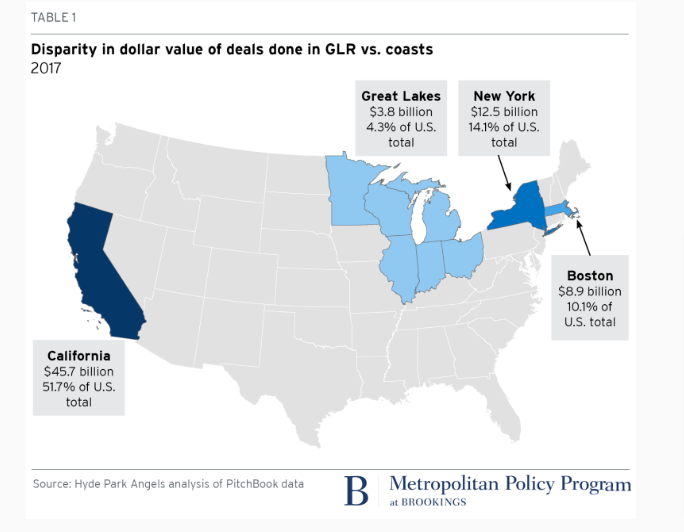 TABLE 1
Disparity in dollar value of deals done in GLR vs. coasts
2017
Great Lakes
$3.8 billion
4.3% of U.S.
total
New York
$12.5 billion
14.1% of U.S.
total
Boston
$8.9 billion
10.1% of
U.S. total
California
$45.7 billion
51.7% of U.S.
total
Source: Hyde Park Angels analysis of PitchBook data
B
Metropolitan Policy Program
at BROOKINGS